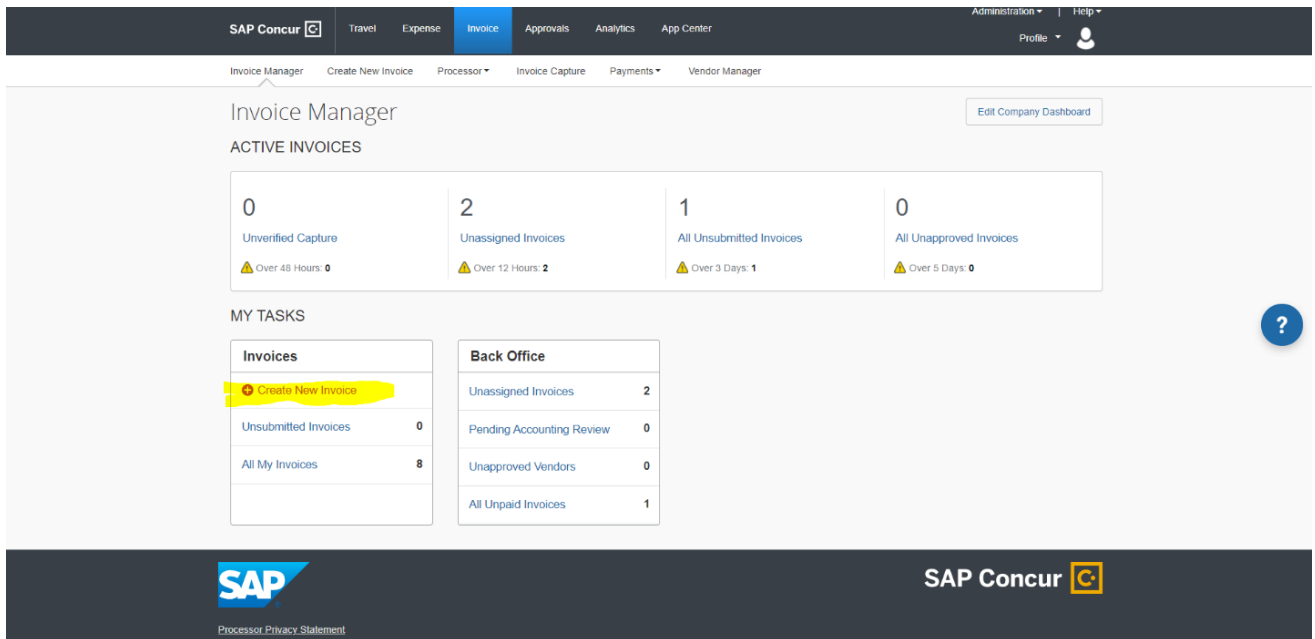 Administration | Help
SAP Concur C Travel Expense Invoice Approvals Analytics App Center
Profile
Invoice Manager Create New Invoice Processor Invoice Capture Payments Vendor Manager
Invoice Manager
Edit Company Dashboard
ACTIVE INVOICES
0 2 1 0
Unverified Capture Unassigned Invoices All Unsubmitted Invoices All Unapproved Invoices
Over 48 Hours: 0 Over 12 Hours: 2 Over 3 Days: 1 Over 5 Days: 0
MY TASKS
?
Invoices
Create New Invoice
Unsubmitted Invoices 0
All My Invoices 8
Back Office
Unassigned Invoices 2
Pending Accounting Review 0
Unapproved Vendors 0
All Unpaid Invoices 1
SAP
SAP Concur C
Processor Privacy Statement